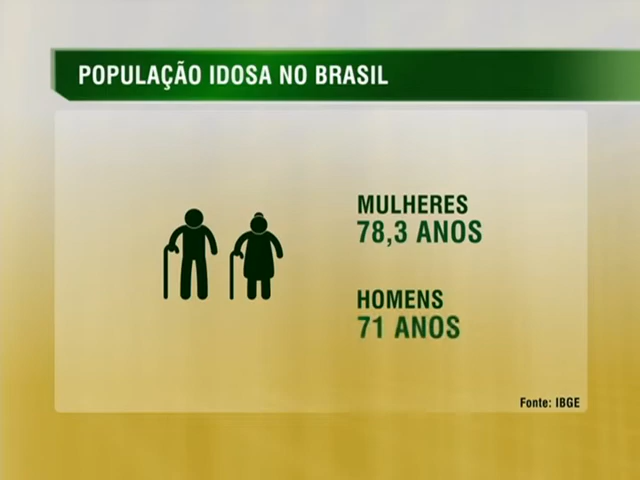 POPULAÇÃO IDOSA NO BRASIL
MULHERES
78,3 ANOS
HOMENS
71 ANOS
Fonte: IBGE